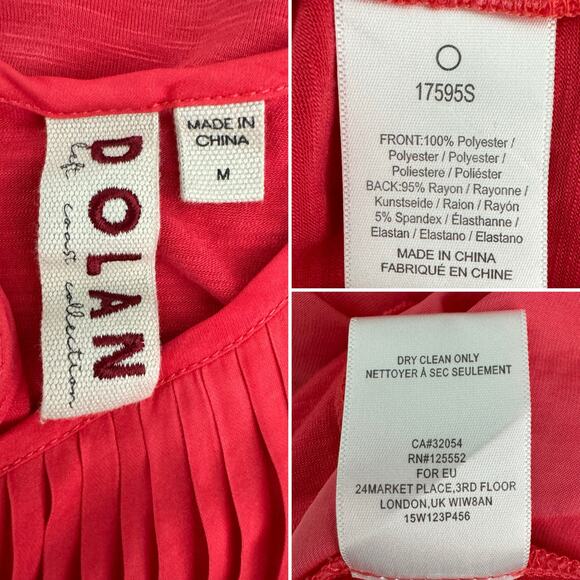 DOLAN
left coast collection
MADE IN
CHINA
M
17595S
FRONT:100% Polyester /
Polyester / Polyester /
Poliestere / Poliéster
BACK:95% Rayon / Rayonne /
Kunstseide / Raion / Rayón
5% Spandex / Élasthanne /
Elastan / Elastano / Elastano
MADE IN CHINA
FABRIQUÉ EN CHINE
DRY CLEAN ONLY
NETTOYER À SEC SEULEMENT
CA#32054
RN#125552
FOR EU
24MARKET PLACE,3RD FLOOR
LONDON,UK WIW8AN
15W123P456